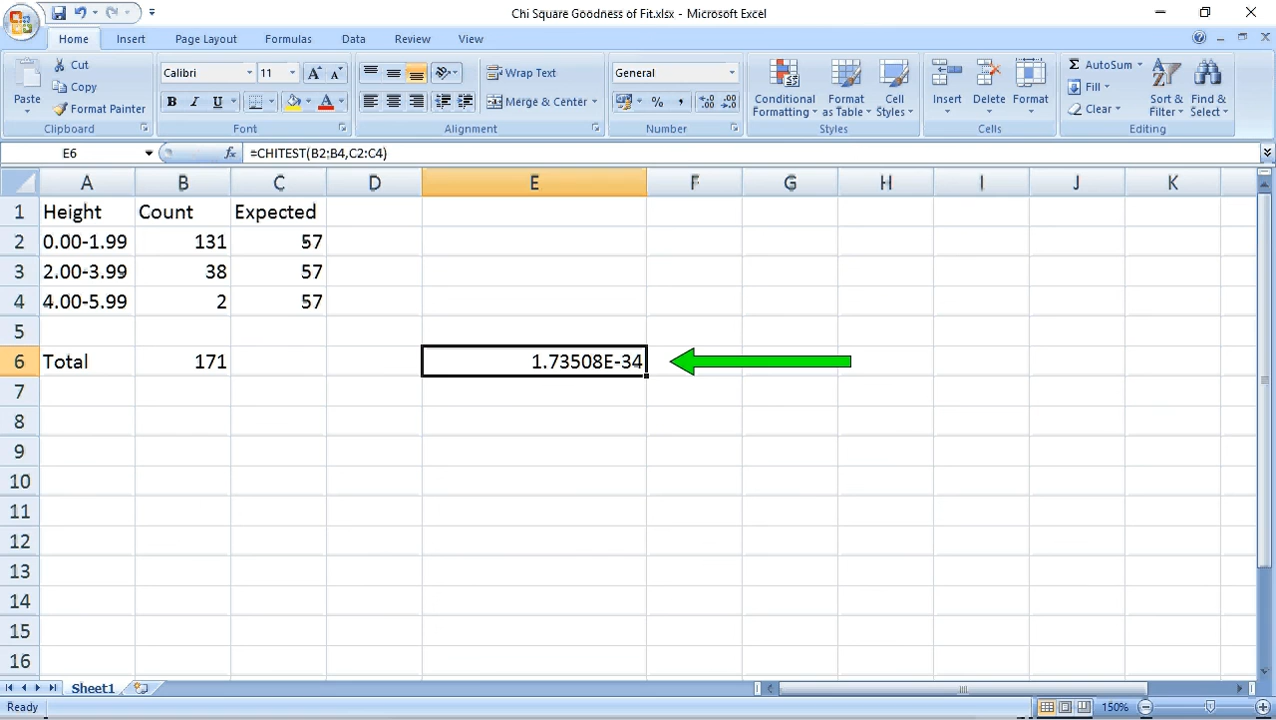 Chi Square Goodness of Fit.xlsx - Microsoft Excel
Home Insert Page Layout Formulas Data Review View
Paste
Cut
Copy
Format Painter
Clipboard
Calibri 11
B I U A
Font
Wrap Text
Merge & Center
Alignment
General
% ,
Number
Conditional Formatting
Format as Table
Cell Styles
Styles
Insert Delete Format
Cells
Σ AutoSum
Fill
Clear
Sort & Filter
Find & Select
Editing
E6 fx =CHITEST(B2:B4,C2:C4)
A B C D E F G H I J K
1 Height Count Expected
2 0.00-1.99 131 57
3 2.00-3.99 38 57
4 4.00-5.99 2 57
5
6 Total 171 1.73508E-34
7
8
9
10
11
12
13
14
15
16
Sheet1
Ready 150%